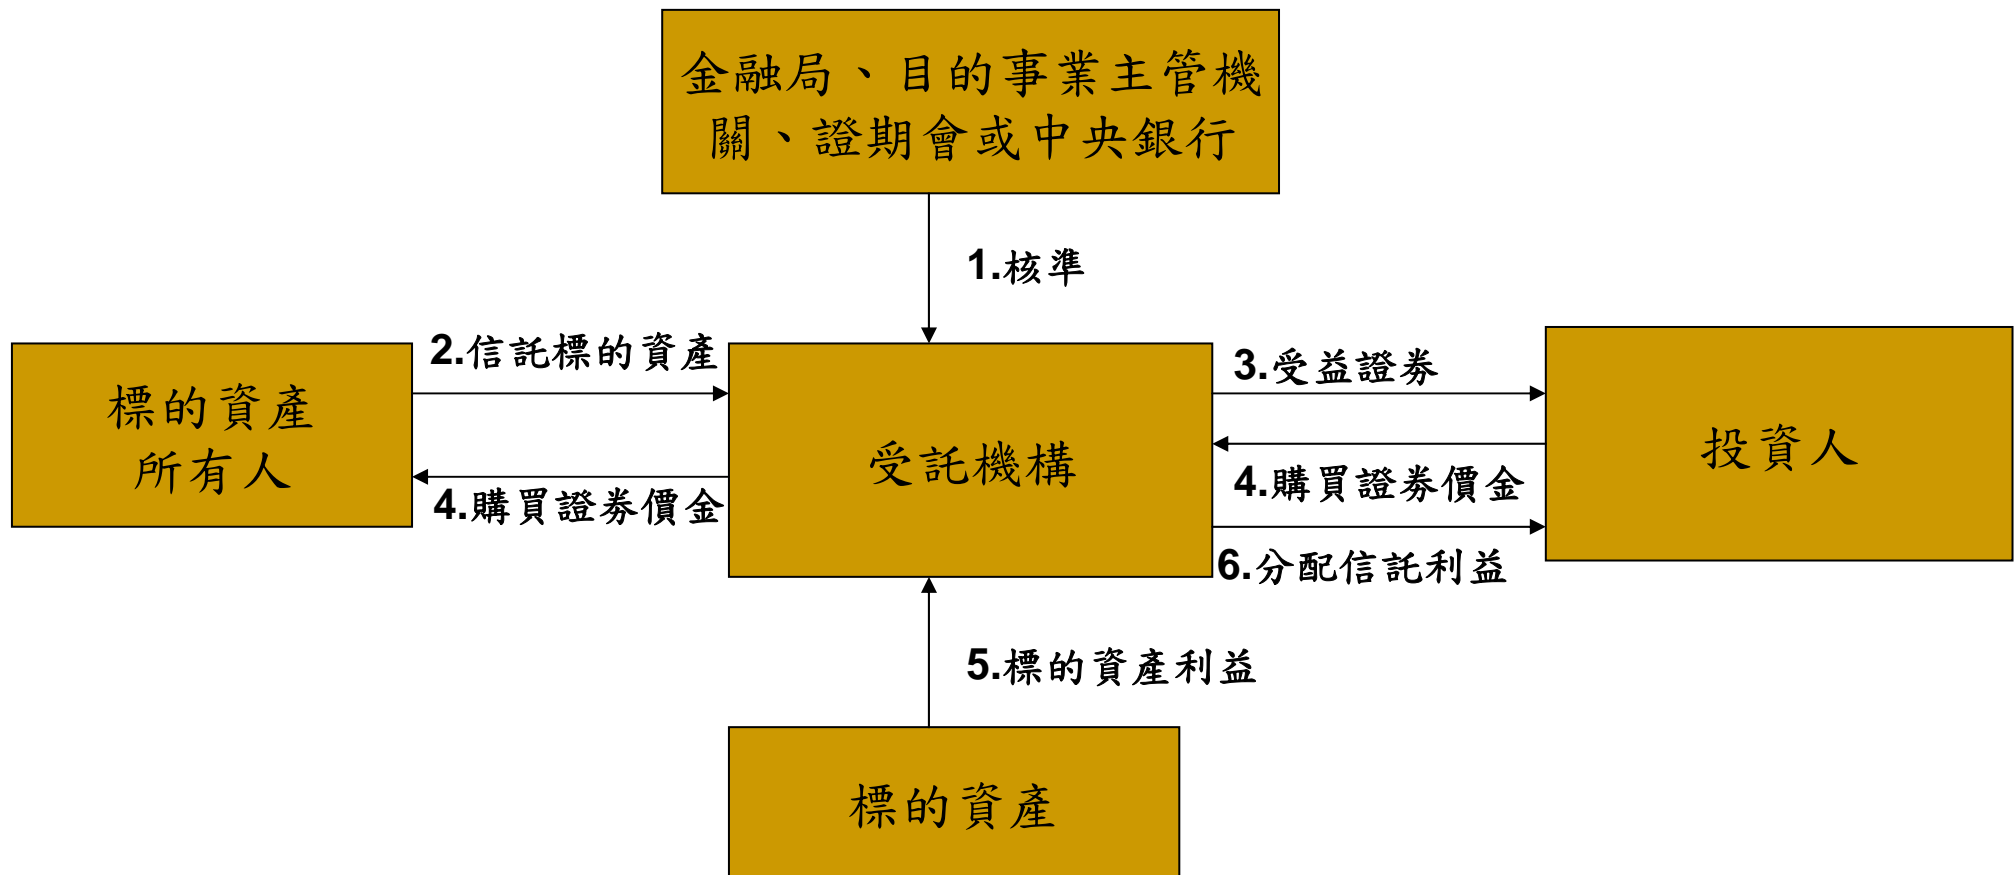 金融局、目的事業主管機
關、證期會或中央銀行
1.核準
2.信託標的資產
3.受益證券
標的資產
所有人
受託機構
投資人
4.購買證券價金
4.購買證券價金
6.分配信託利益
5.標的資產利益
標的資產